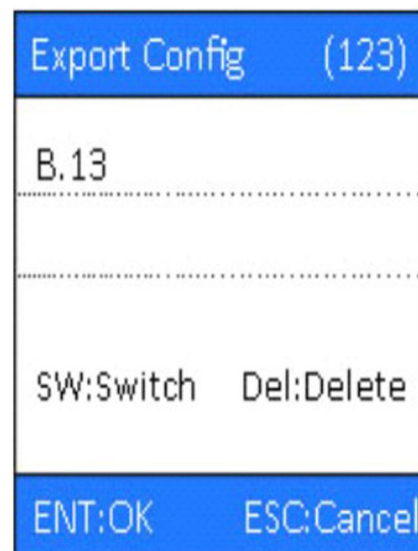 Export Config (123)
B.13
SW:Switch Del:Delete
ENT:OK ESC:Cancel